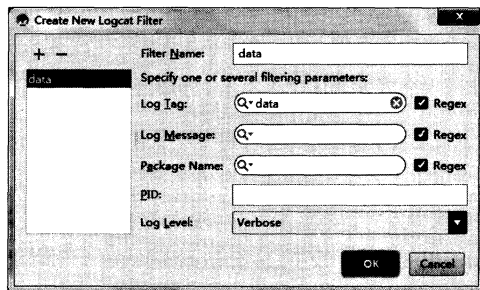 Create New Logcat Filter
x
+ −
Filter Name: data
data
Specify one or several filtering parameters:
Log Tag: data Regex
Log Message: Regex
Package Name: Regex
PID:
Log Level: Verbose
OK Cancel